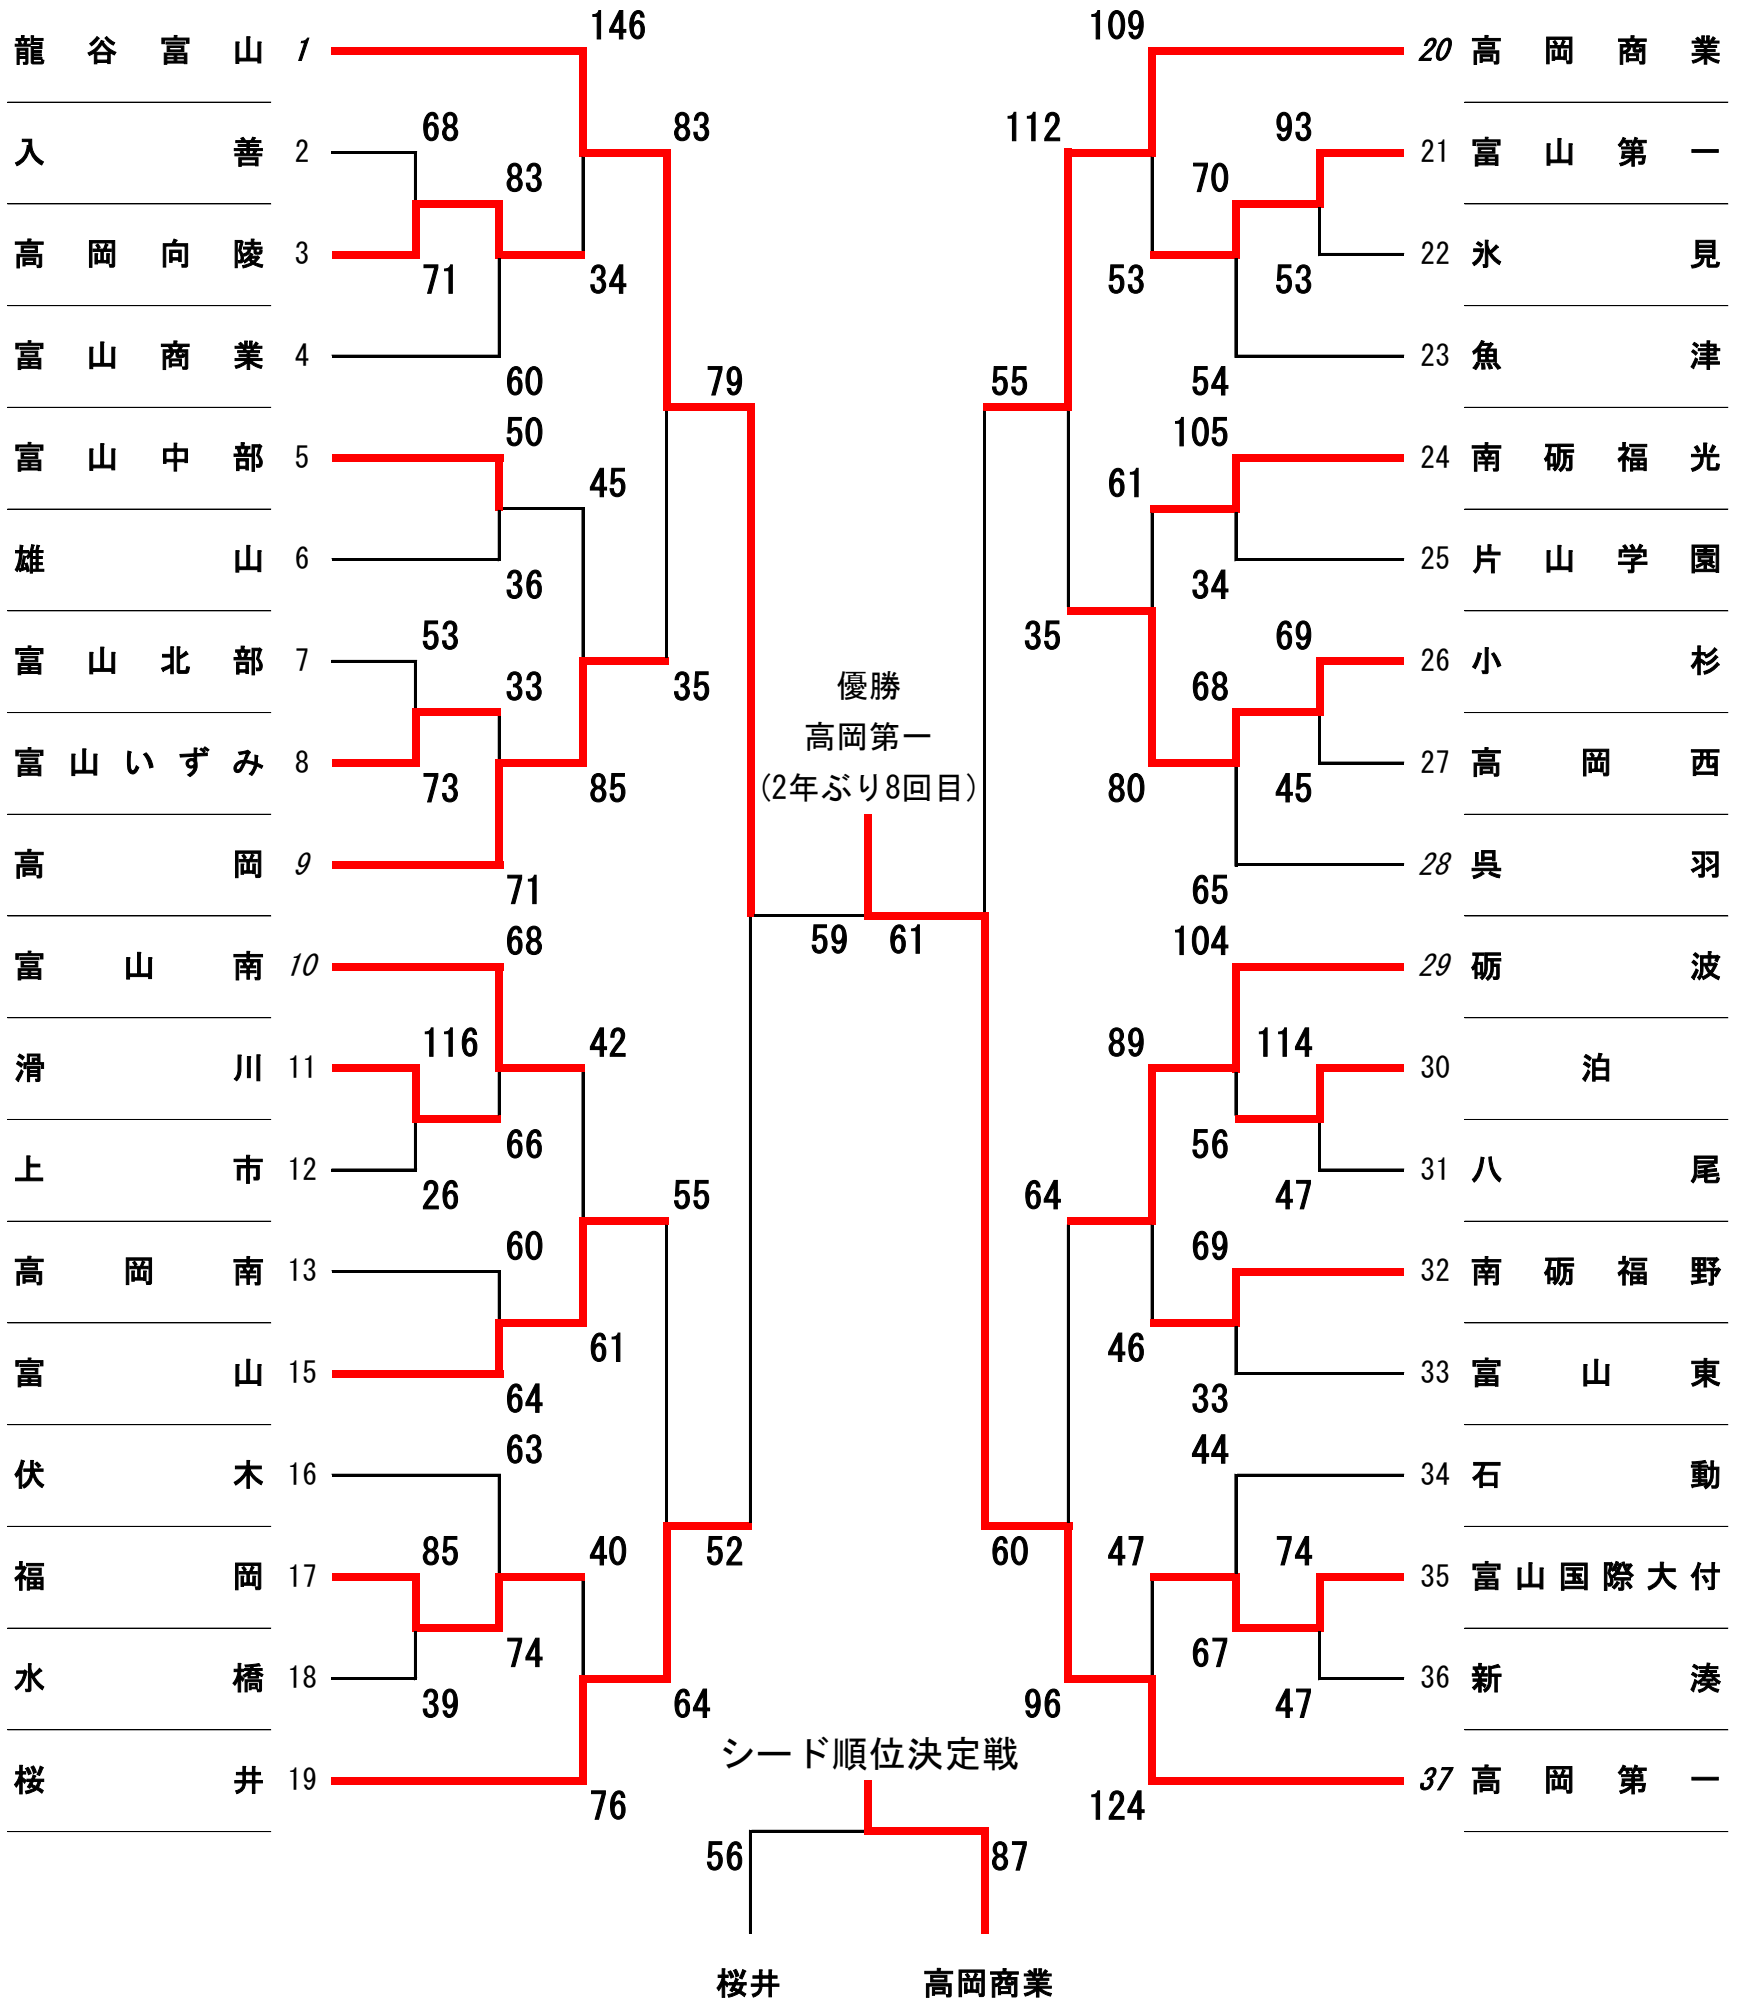 146 109
龍谷富山 1 20 高岡商業
68 83 112 93
入善 2 21 富山第一
83 70
高岡向陵 3 22 氷見
71 34 53 53
富山商業 4 23 魚津
60 79 55 54
50 105
富山中部 5 24 南砺福光
45 61
雄山 6 25 片山学園
36 34
53 35 69
富山北部 7 26 小杉
33 35 優勝 68
高岡第一
富山いずみ 8 27 高岡西
73 85 (2年ぶり8回目) 80 45
高岡 9 28 呉羽
71 65
68 59 61 104
富山南 10 29 砺波
116 42 89 114
滑川 11 30 泊
66 56
上市 12 31 八尾
26 55 64 47
60 69
高岡南 13 32 南砺福野
61 46
富山 15 33 富山東
64 33
63 44
伏木 16 34 石動
85 40 52 60 47 74
福岡 17 35 富山国際大付
74 67
水橋 18 36 新湊
39 64 96 47
シード順位決定戦
桜井 19 37 高岡第一
76 124
56 87
桜井 高岡商業